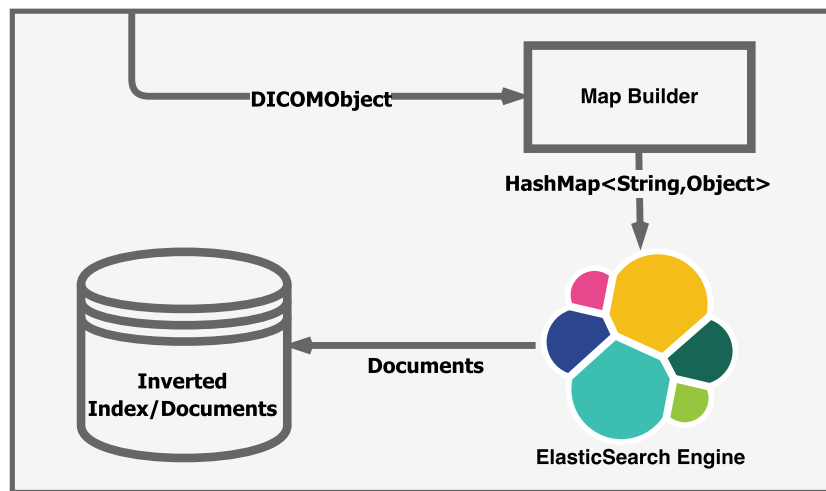 DICOMObject
Map Builder
HashMap<String,Object>
Documents
Inverted
Index/Documents
ElasticSearch Engine